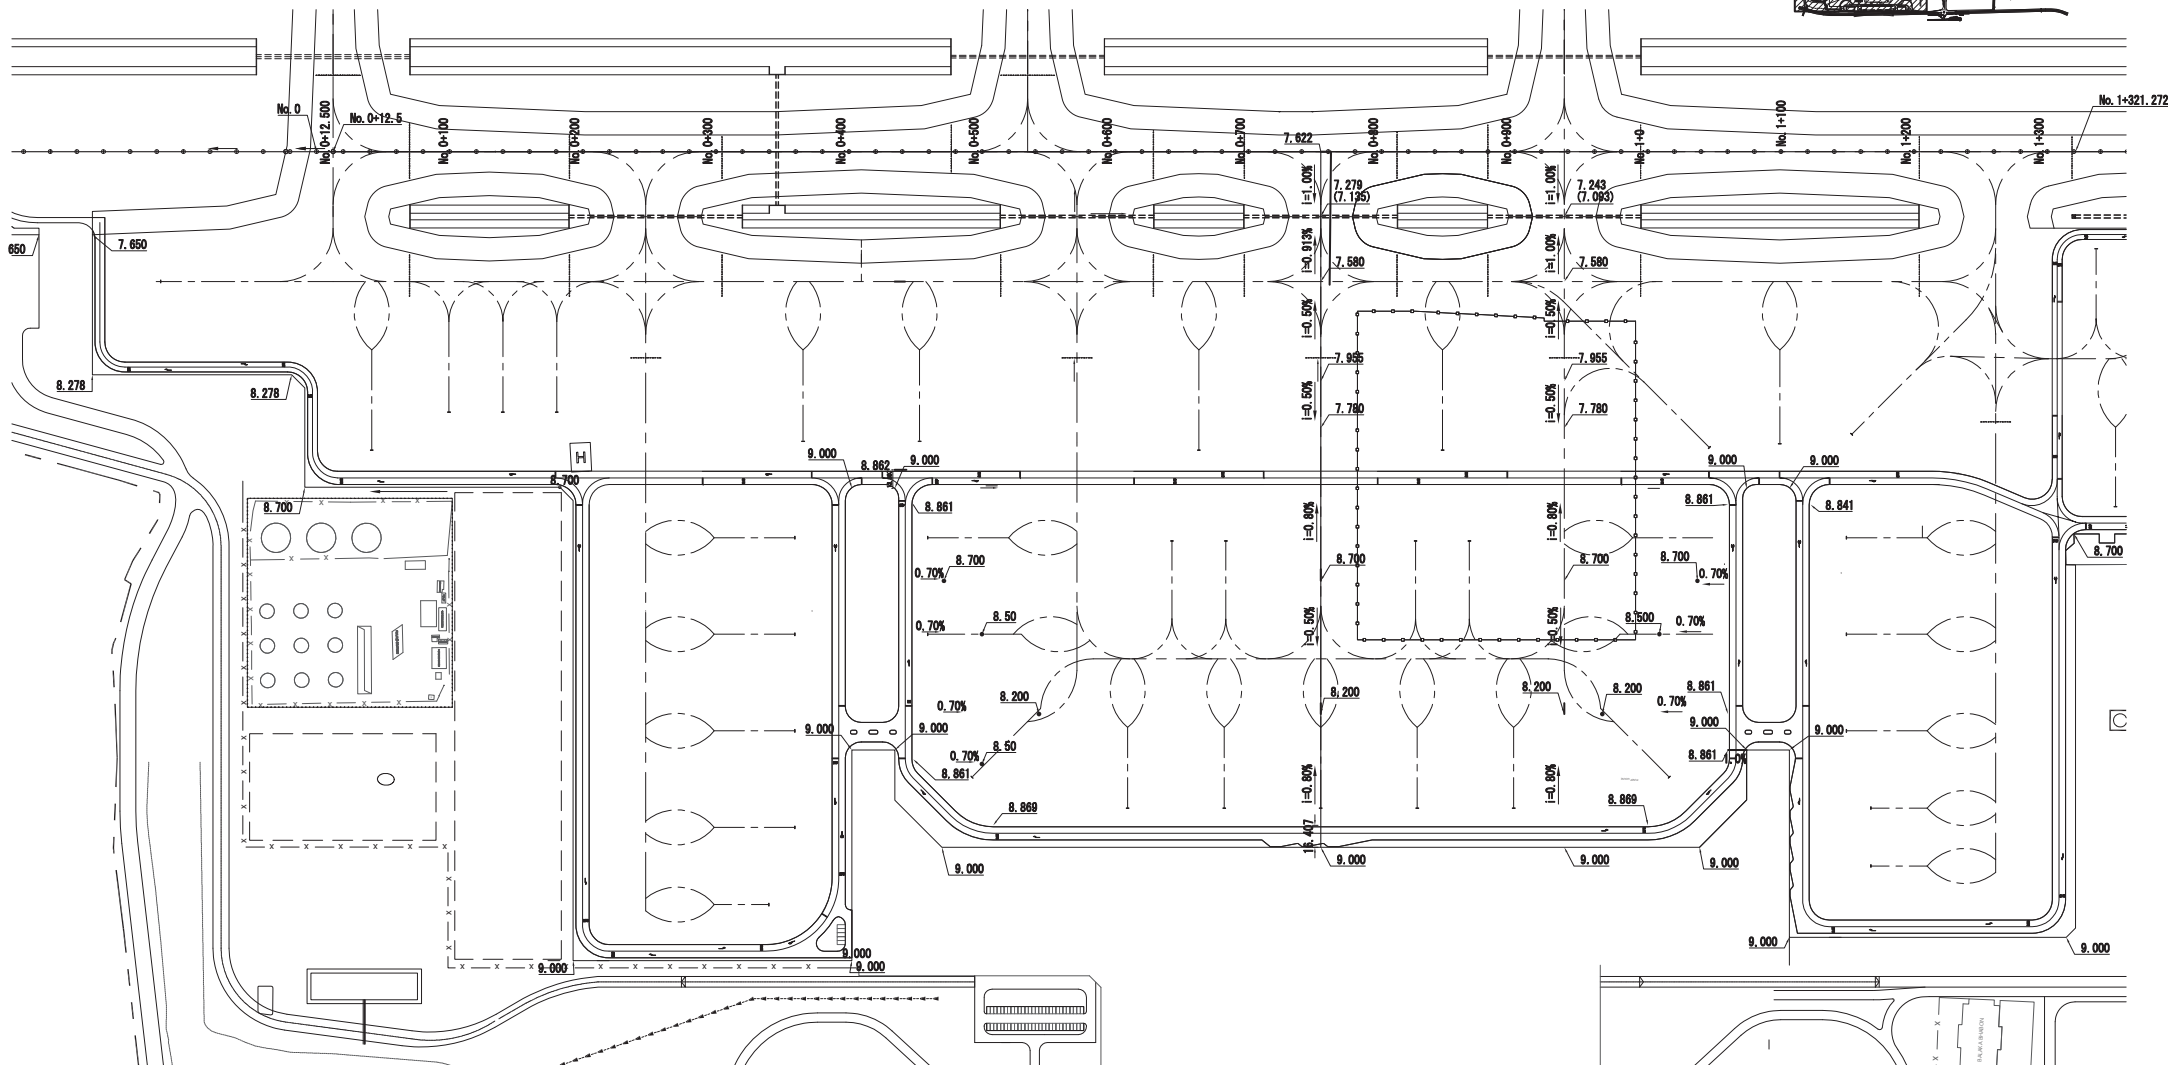 No. 0
No. 0+12.500
No. 0+12.5
No. 0+100
No. 0+200
No. 0+300
No. 0+400
No. 0+500
No. 0+600
No. 0+700
7.622
No. 0+800
No. 0+900
No. 1+0
No. 1+100
No. 1+200
No. 1+300
No. 1+321.272
i=1.00%
7.279
(7.135)
i=1.00%
7.243
(7.093)
650
7.650
i=0.913%
7.580
i=1.00%
7.580
i=0.50%
i=0.50%
7.955
7.955
8.278
8.278
i=0.50%
7.780
i=0.50%
7.780
H
9.000
8.862
9.000
9.000
9.000
8.700
8.700
8.861
i=0.80%
i=0.80%
8.861
8.841
8.700
0.70%
8.700
8.700
8.700
0.70%
8.700
0.70%
8.50
i=0.50%
i=0.50%
8.500
0.70%
8.200
0.70%
8.200
8.200
8.200
8.861
0.70%
9.000
9.000
9.000
9.000
0.70%
8.50
8.861
i=0.80%
i=0.80%
8.861
8.869
8.869
16.407
9.000
9.000
9.000
9.000
9.000
9.000
9.000
9.000
9.000
BALAKA BHABON